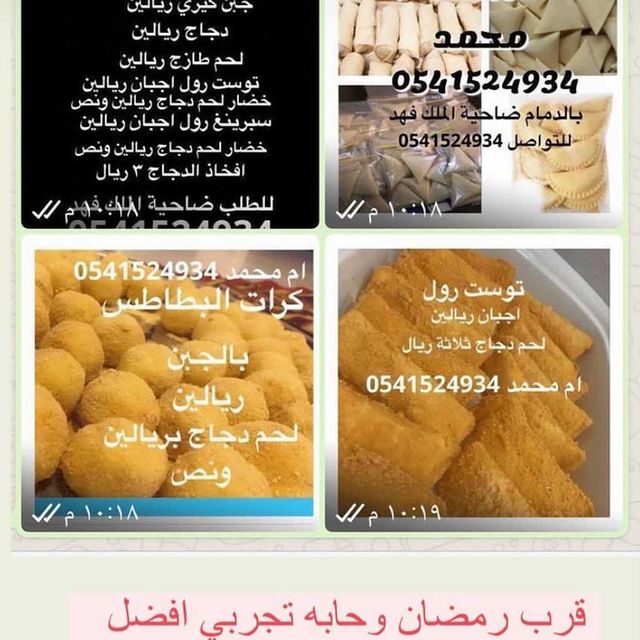 جبن كيري ريالين
دجاج ريالين
لحم طازج ريالين
توست رول اجبان ريالين
خضار لحم دجاج ريالين ونص
سبرينغ رول اجبان ريالين
خضار لحم دجاج ريالين ونص
افخاذ الدجاج ٣ ريال
للطلب ضاحية الملك فهد
0541524934
١٠:١٨ م
محمد
0541524934
بالدمام ضاحية الملك فهد
للتواصل 0541524934
١٠:١٨ م
ام محمد 0541524934
كرات البطاطس
بالجبن
ريالين
لحم دجاج بريالين
ونص
١٠:١٨ م
توست رول
اجبان ريالين
لحم دجاج ثلاثة ريال
ام محمد 0541524934
١٠:١٩ م
قرب رمضان وحابه تجربي افضل